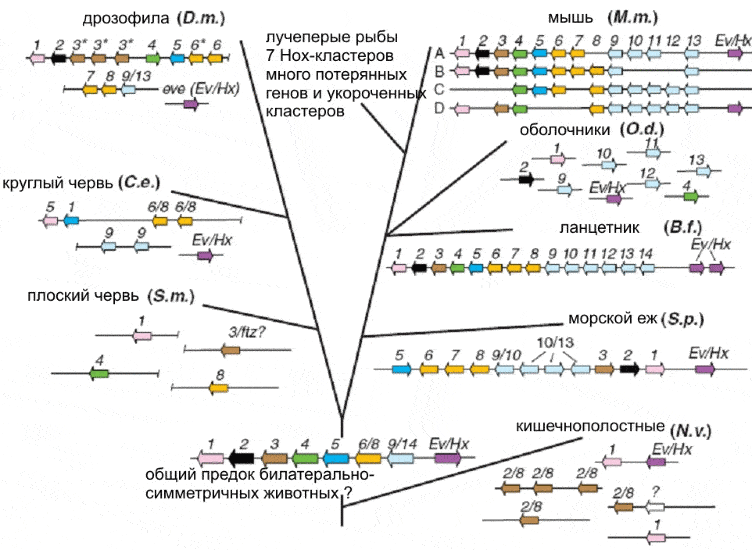 дрозофила (D.m.)
1 2 3* 3* 3* 4 5 6* 6
7 8 9/13 eve (Ev/Hx)
лучеперые рыбы
7 Hox-кластеров
много потерянных
генов и укороченных
кластеров
мышь (M.m.)
1 2 3 4 5 6 7 8 9 10 11 12 13 Ev/Hx
A
B
C
D
оболочники (O.d.)
1 11
2 10 13
9 Ev/Hx 12 4
круглый червь (C.e.)
5 1 6/8 6/8
9 9 Ev/Hx
ланцетник (B.f.)
1 2 3 4 5 6 7 8 9 10 11 12 13 14 Ev/Hx
плоский червь (S.m.)
1
3/ftz?
4
8
морской еж (S.p.)
10/13
5 6 7 8 9/10 3 2 1 Ev/Hx
1 2 3 4 5 6/8 9/14 Ev/Hx
общий предок билатерально-
симметричных животных ?
кишечнополостные (N.v.)
1 Ev/Hx
2/8 2/8 2/8
2/8 ?
2/8
1